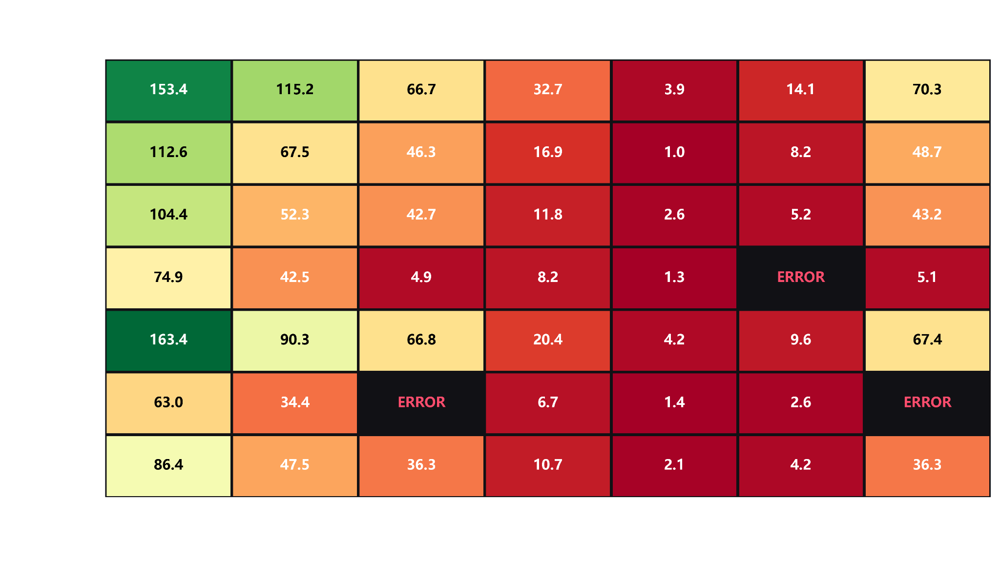 153.4 115.2 66.7 32.7 3.9 14.1 70.3
112.6 67.5 46.3 16.9 1.0 8.2 48.7
104.4 52.3 42.7 11.8 2.6 5.2 43.2
74.9 42.5 4.9 8.2 1.3 ERROR 5.1
163.4 90.3 66.8 20.4 4.2 9.6 67.4
63.0 34.4 ERROR 6.7 1.4 2.6 ERROR
86.4 47.5 36.3 10.7 2.1 4.2 36.3